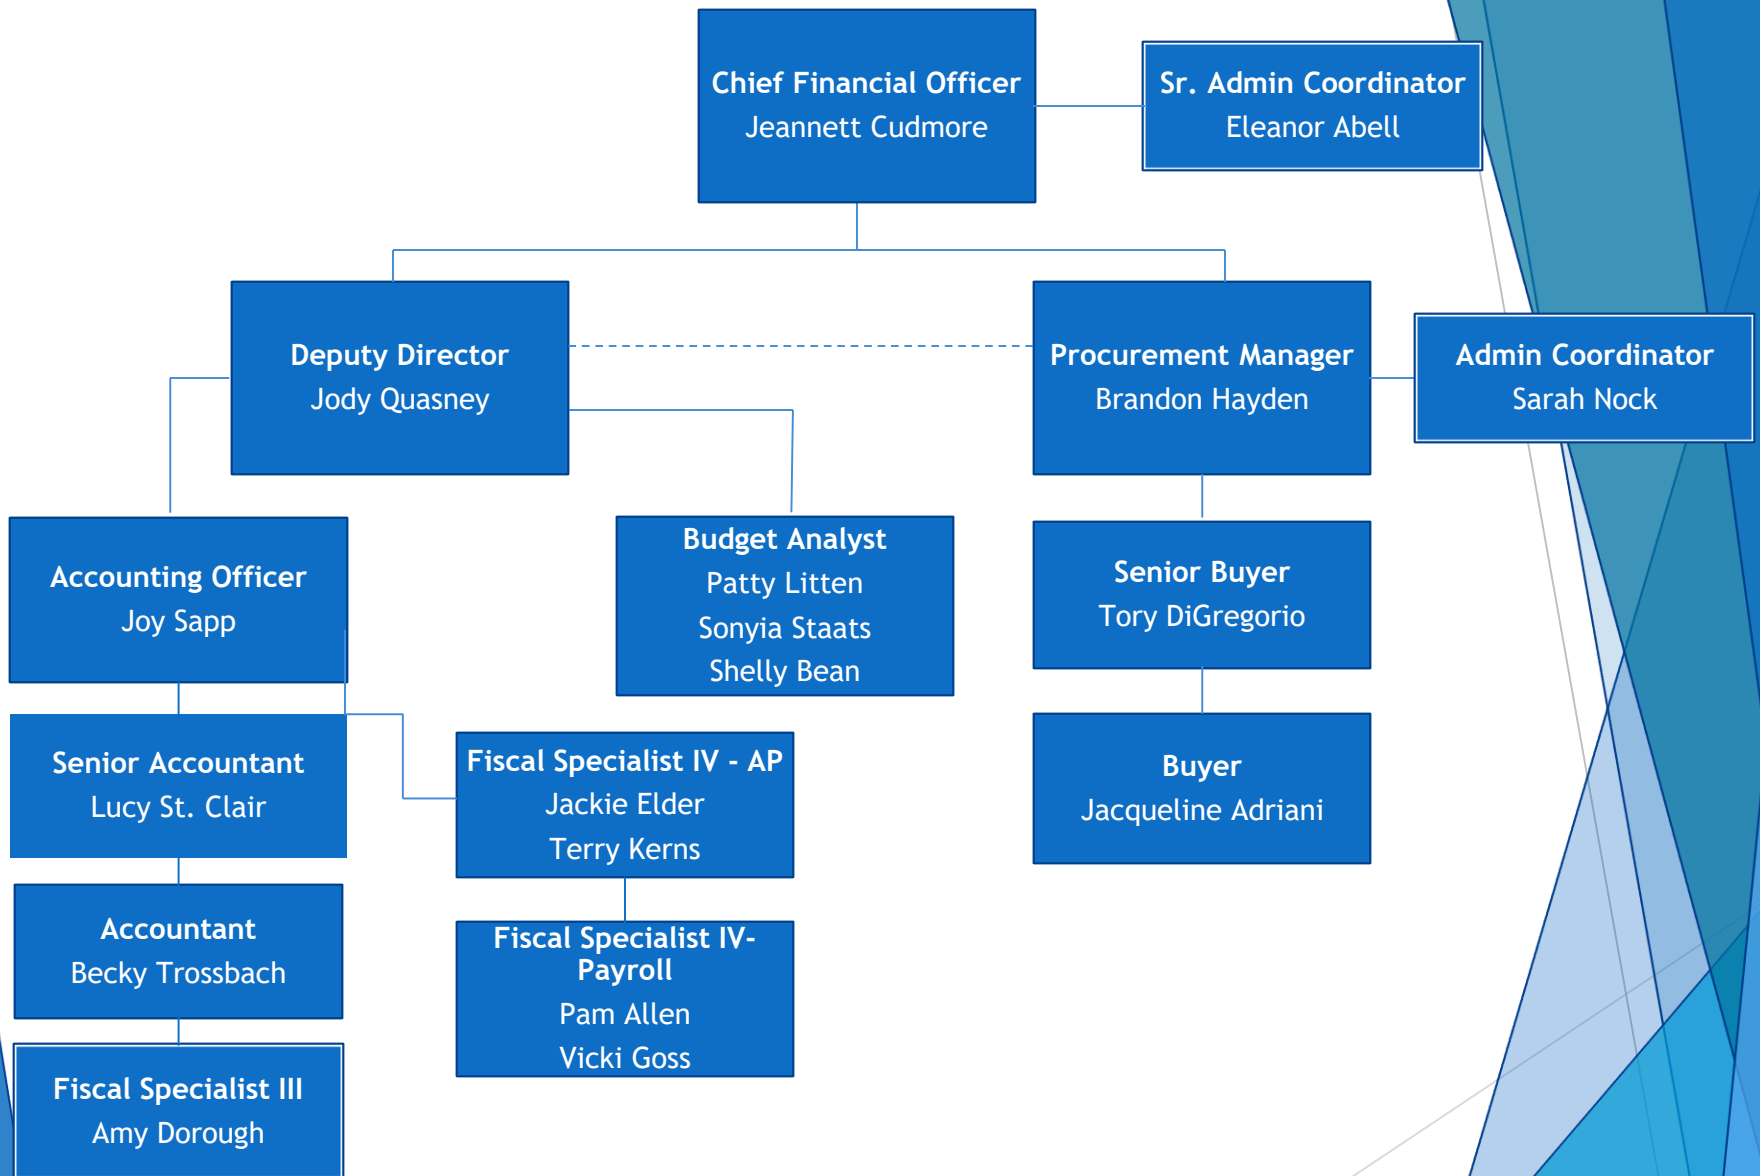 Chief Financial Officer
Jeannett Cudmore
Sr. Admin Coordinator
Eleanor Abell
Deputy Director
Jody Quasney
Procurement Manager
Brandon Hayden
Admin Coordinator
Sarah Nock
Accounting Officer
Joy Sapp
Budget Analyst
Patty Litten
Sonyia Staats
Shelly Bean
Senior Buyer
Tory DiGregorio
Senior Accountant
Lucy St. Clair
Fiscal Specialist IV - AP
Jackie Elder
Terry Kerns
Buyer
Jacqueline Adriani
Accountant
Becky Trossbach
Fiscal Specialist IV-
Payroll
Pam Allen
Vicki Goss
Fiscal Specialist III
Amy Dorough